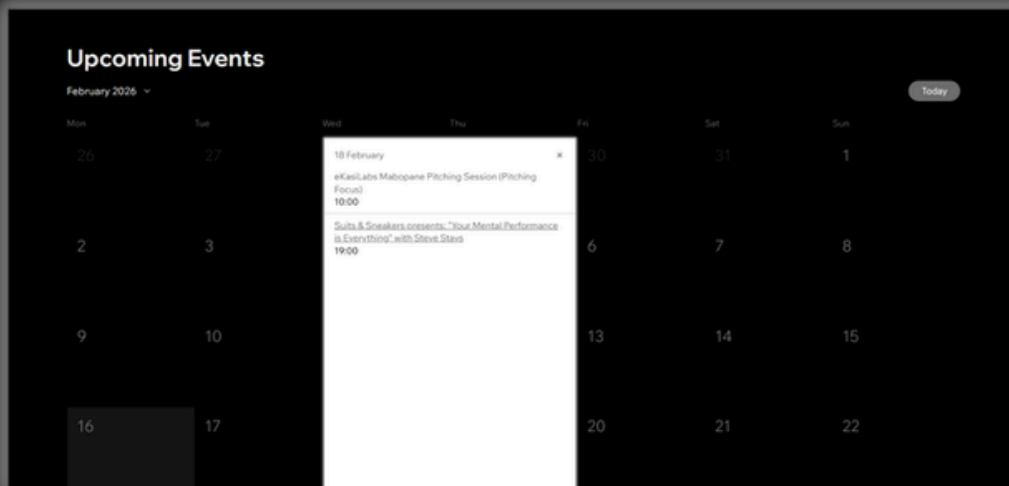 Upcoming Events
February 2026
Today
Mon Tue Wed Thu Fri Sat Sun
26 27 30 31 1
18 February ×
eKasiLabs Mabopane Pitching Session (Pitching
Focus)
10:00
Suits & Sneakers presents: "Your Mental Performance
is Everything" with Steve Stavs
19:00
2 3 6 7 8
9 10 13 14 15
16 17 20 21 22